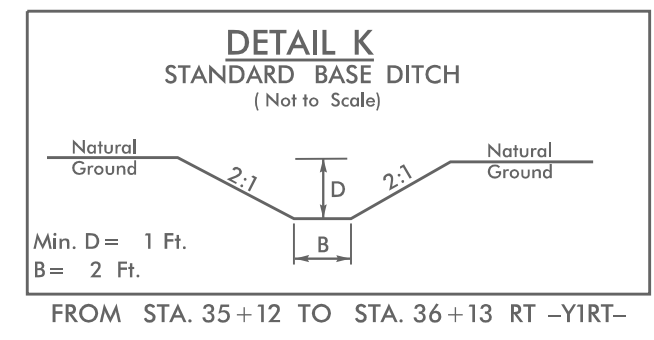 DETAIL K
STANDARD BASE DITCH
( Not to Scale)
Natural
Ground
2:1
D
2:1
Natural
Ground
Min. D = 1 Ft.
B = 2 Ft.
B
FROM STA. 35+12 TO STA. 36+13 RT –Y1RT–